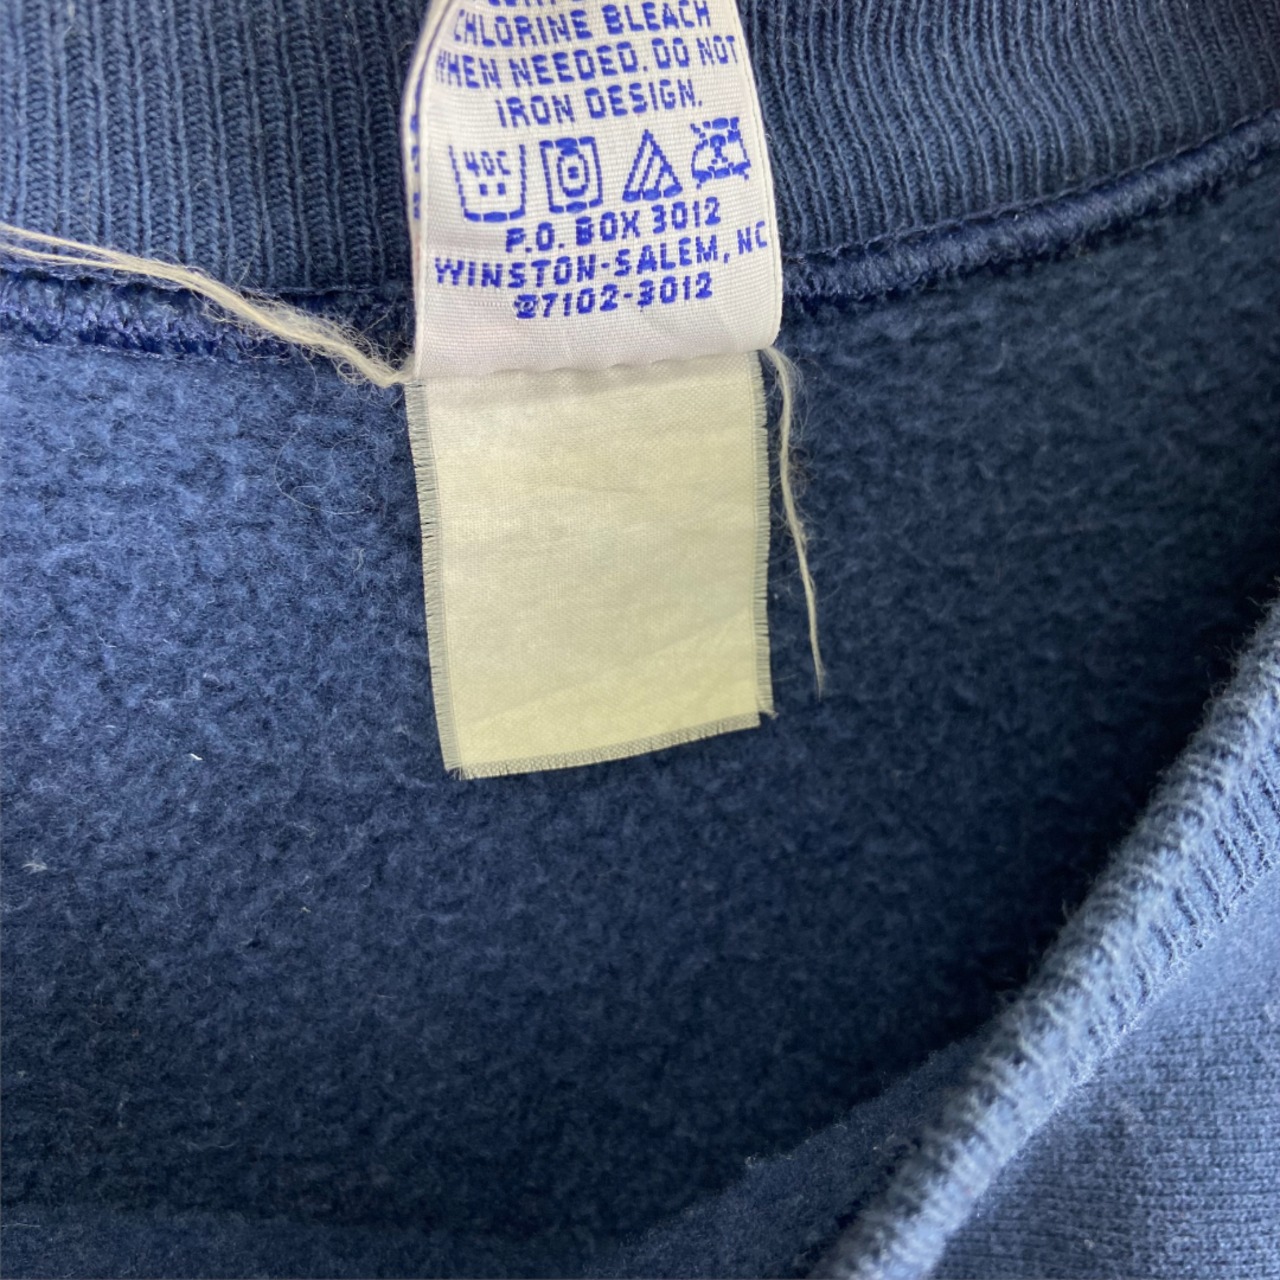 CHLORINE BLEACH
WHEN NEEDED. DO NOT
IRON DESIGN.
40C
P.O. BOX 3012
WINSTON-SALEM, NC
27102-3012